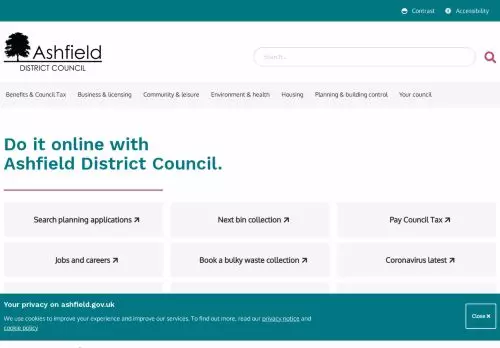 Contrast Accessibility
Ashfield
DISTRICT COUNCIL
Search...
Benefits & Council Tax Business & licensing Community & leisure Environment & health Housing Planning & building control Your council
Do it online with
Ashfield District Council.
Search planning applications Next bin collection Pay Council Tax
Jobs and careers Book a bulky waste collection Coronavirus latest
Your privacy on ashfield.gov.uk
We use cookies to improve your experience and improve our services. To find out more, read our privacy notice and
cookie policy
Close ×